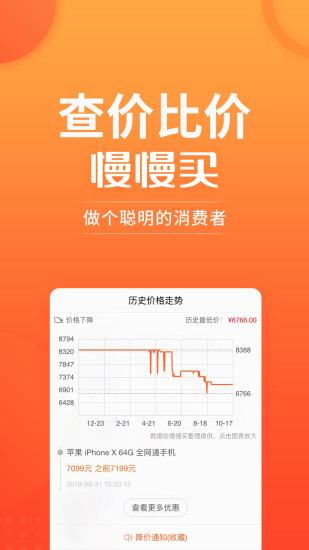 查价比价
慢慢买
做个聪明的消费者
历史价格走势
价格下降 历史最低价： ¥6766.00
8794
8320
7847
7374
6901
6428
8388
6766
12-23 2-21 4-21 6-20 8-18 10-17
数据由慢慢买整理提供，点击图表放大
苹果 iPhone X 64G 全网通手机
7099元 之前7199元
2018-08-31 10:00:13
查看更多优惠
降价通知(收藏)